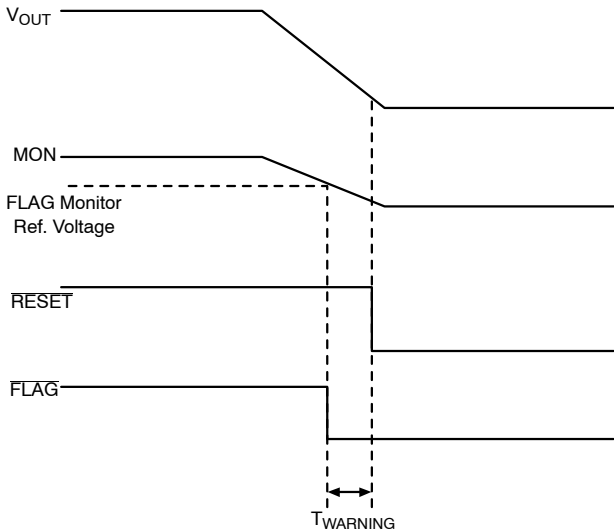 VOUT
MON
FLAG Monitor
Ref. Voltage
RESET
FLAG
TWARNING